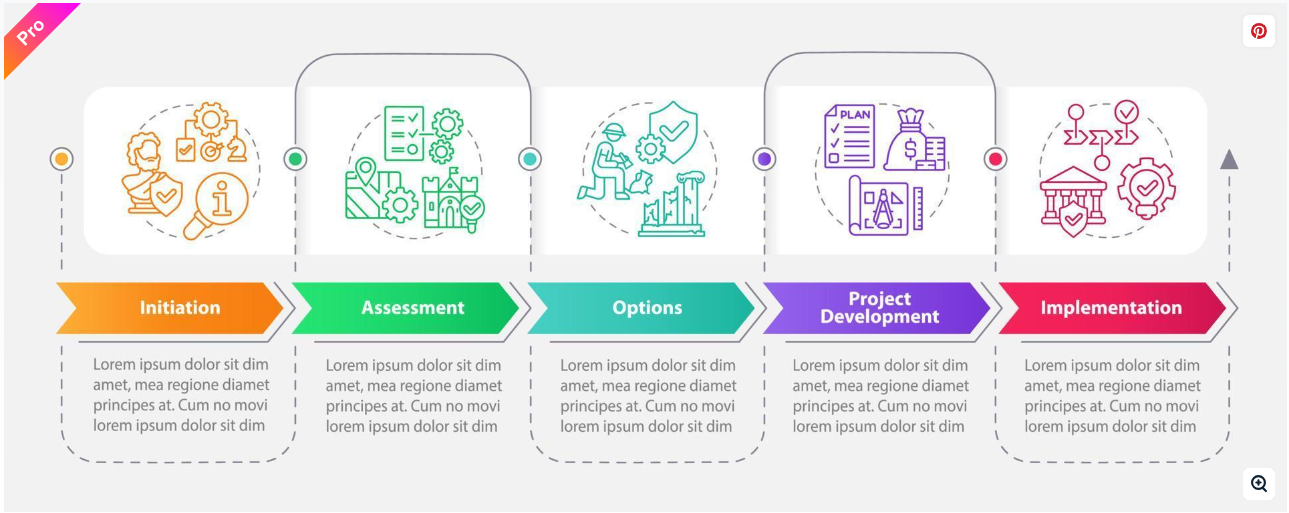 Pro
PLAN
$
i
Initiation
Assessment
Options
Project
Development
Implementation
Lorem ipsum dolor sit dim
amet, mea regione diamet
principes at. Cum no movi
lorem ipsum dolor sit dim
Lorem ipsum dolor sit dim
amet, mea regione diamet
principes at. Cum no movi
lorem ipsum dolor sit dim
Lorem ipsum dolor sit dim
amet, mea regione diamet
principes at. Cum no movi
lorem ipsum dolor sit dim
Lorem ipsum dolor sit dim
amet, mea regione diamet
principes at. Cum no movi
lorem ipsum dolor sit dim
Lorem ipsum dolor sit dim
amet, mea regione diamet
principes at. Cum no movi
lorem ipsum dolor sit dim